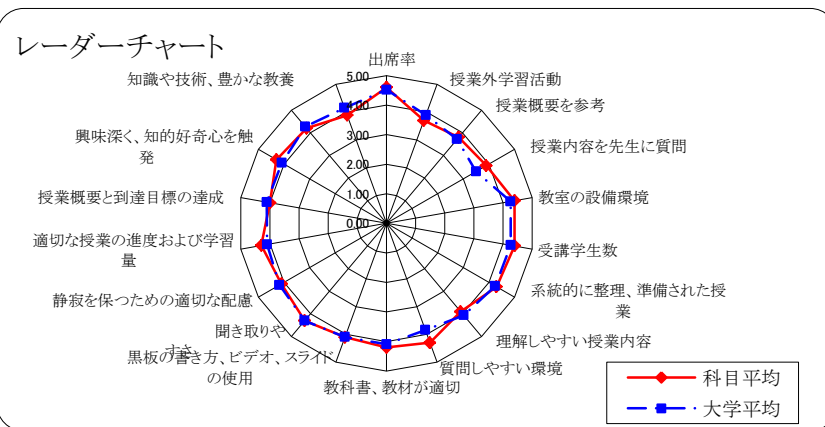 レーダーチャート
出席率
授業外学習活動
授業概要を参考
授業内容を先生に質問
教室の設備環境
受講学生数
系統的に整理、準備された授
業
理解しやすい授業内容
質問しやすい環境
教科書、教材が適切
黒板の書き方、ビデオ、スライド
の使用
聞き取りや
すさ
静寂を保つための適切な配慮
適切な授業の進度および学習
量
授業概要と到達目標の達成
興味深く、知的好奇心を触
発
知識や技術、豊かな教養
5.00
4.00
3.00
2.00
1.00
0.00
科目平均
大学平均